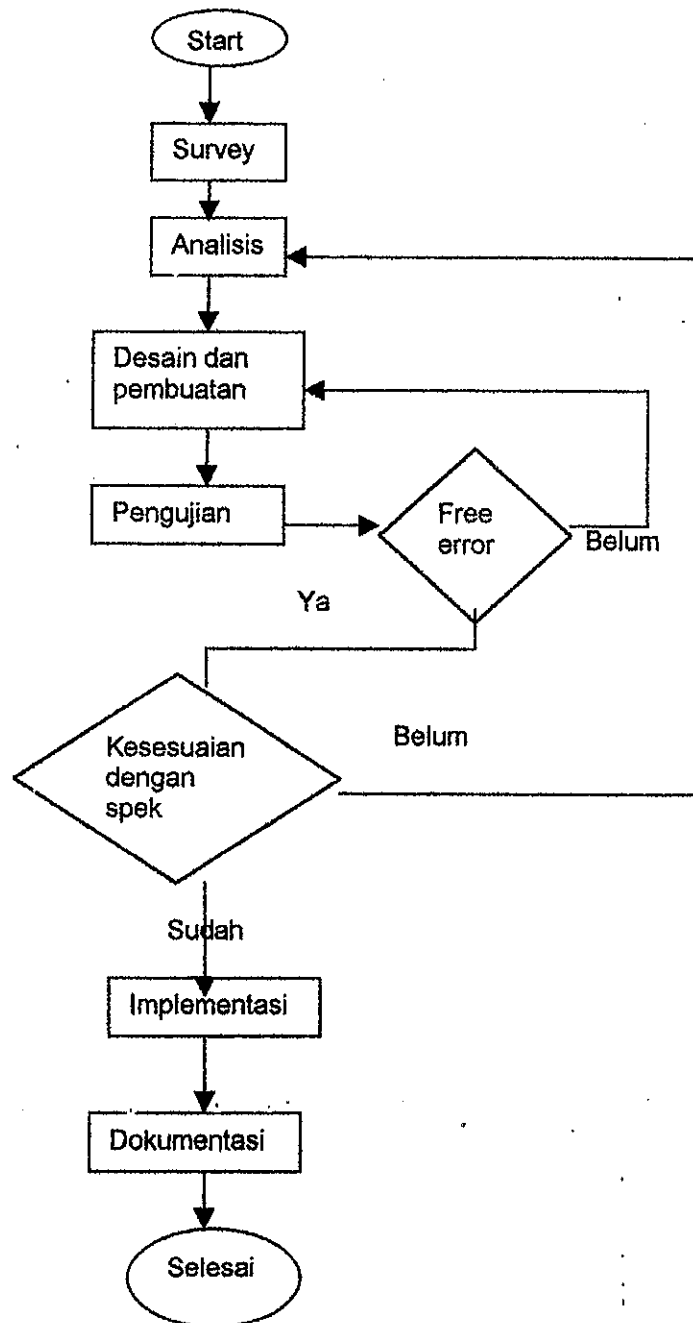 Start
Survey
Analisis
Desain dan
pembuatan
Pengujian
Free
error
Belum
Ya
Kesesuaian
dengan
spek
Belum
Sudah
Implementasi
Dokumentasi
Selesai